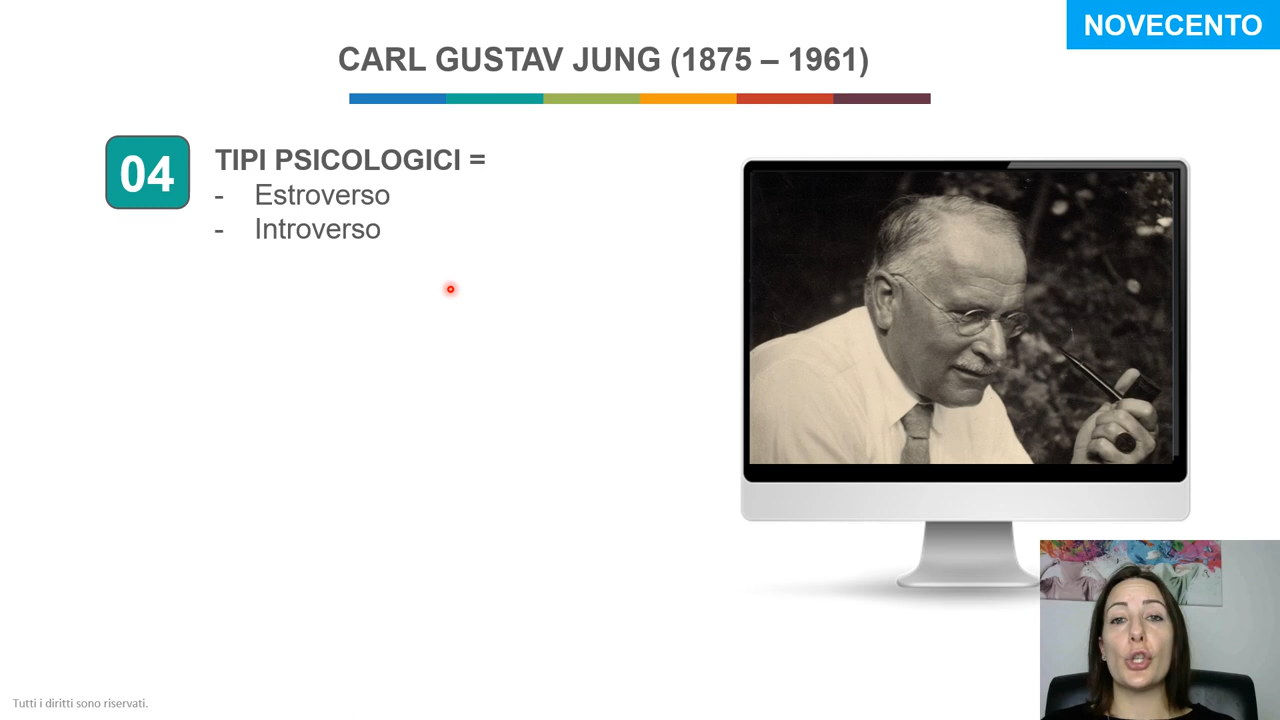 NOVECENTO
CARL GUSTAV JUNG (1875 – 1961)
04
TIPI PSICOLOGICI =
- Estroverso
- Introverso
Tutti i diritti sono riservati.